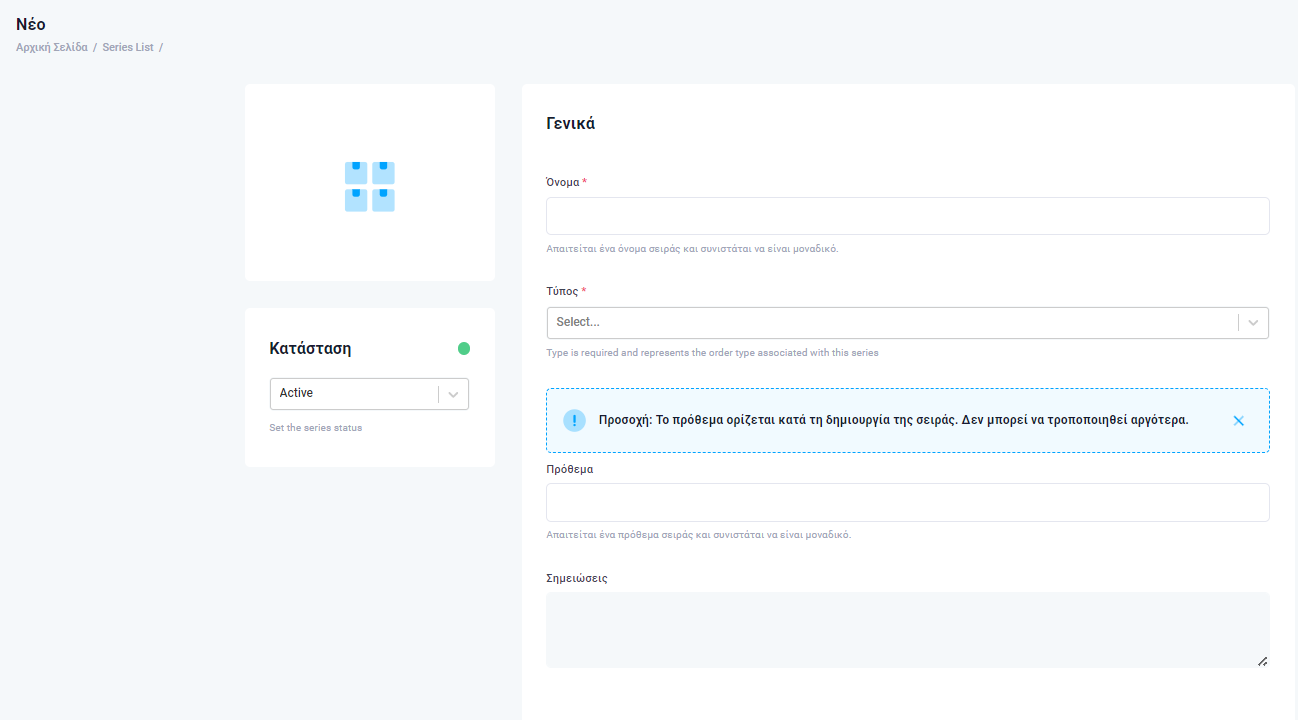 Νέο
Αρχική Σελίδα / Series List /
Κατάσταση
Active
Set the series status
Γενικά
Όνομα *
Απαιτείται ένα όνομα σειράς και συνιστάται να είναι μοναδικό.
Τύπος *
Select...
Type is required and represents the order type associated with this series
Προσοχή: Το πρόθεμα ορίζεται κατά τη δημιουργία της σειράς. Δεν μπορεί να τροποποιηθεί αργότερα.
Πρόθεμα
Απαιτείται ένα πρόθεμα σειράς και συνιστάται να είναι μοναδικό.
Σημειώσεις